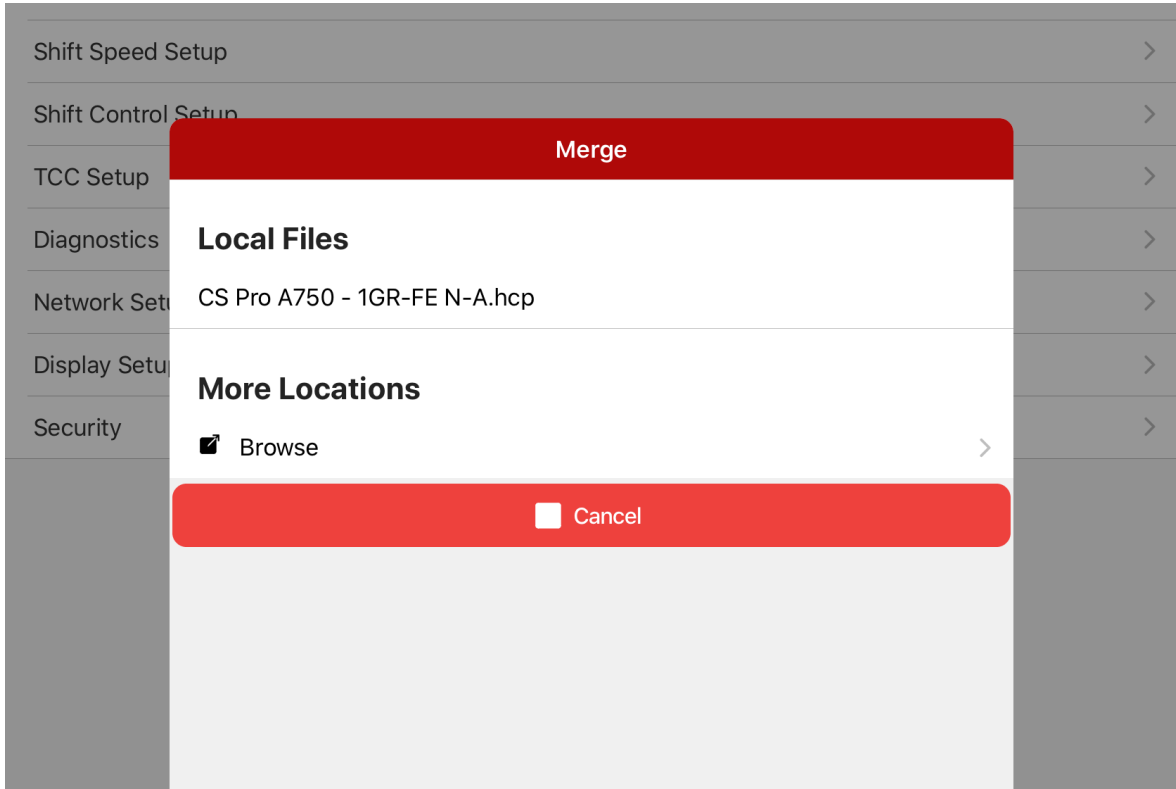 Shift Speed Setup
Shift Control Setup
Merge
TCC Setup
Local Files
Diagnostics
CS Pro A750 - 1GR-FE N-A.hcp
Network Setu
Display Setup
More Locations
Security
Browse
Cancel